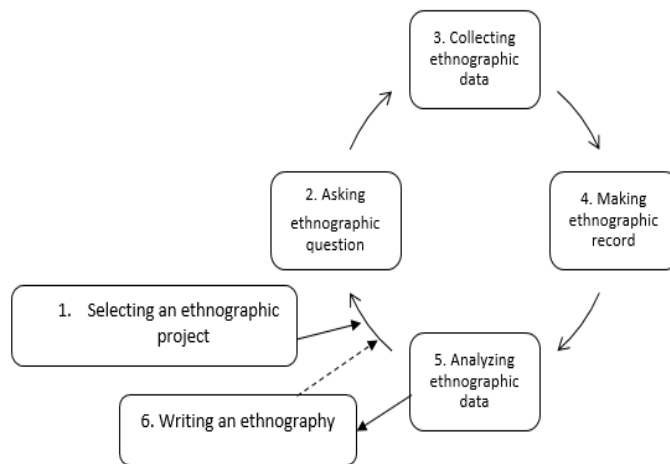 3. Collecting
ethnographic
data
2. Asking
ethnographic
question
4. Making
ethnographic
record
1. Selecting an ethnographic
project
5. Analyzing
ethnographic
data
6. Writing an ethnography